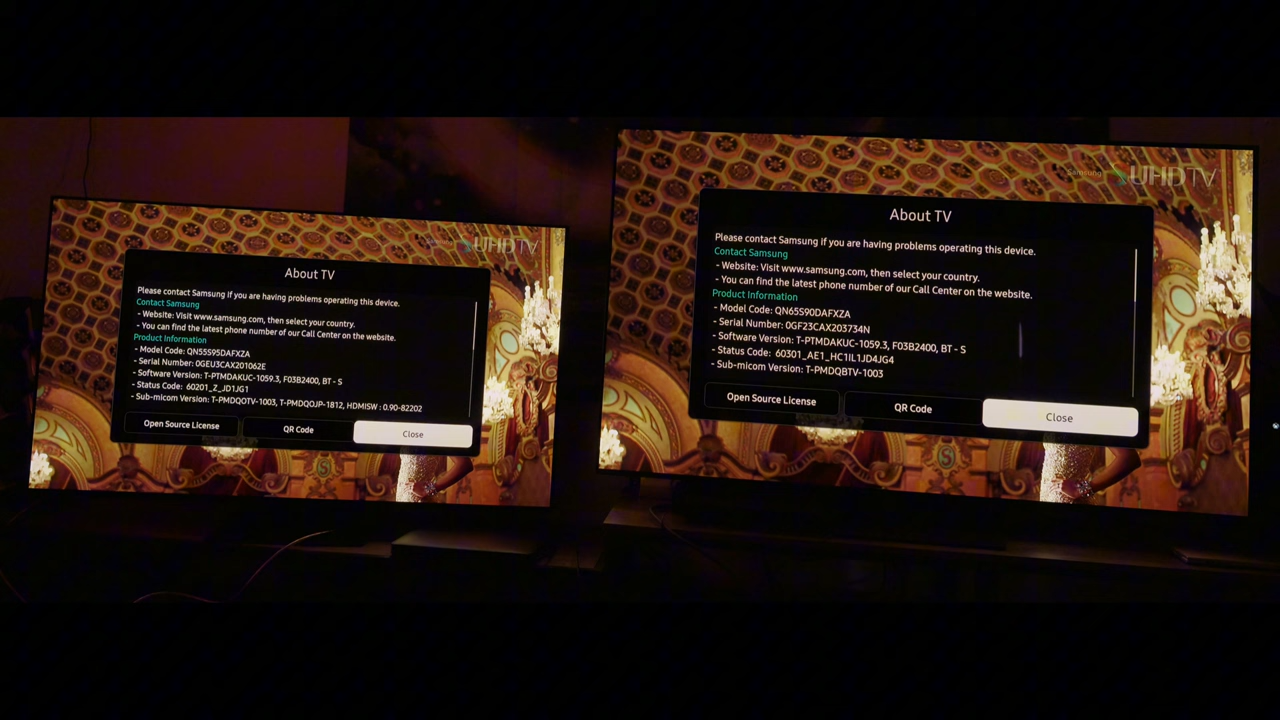 Samsung UHDTV
About TV
Please contact Samsung if you are having problems operating this device.
Contact Samsung
- Website: Visit www.samsung.com, then select your country.
- You can find the latest phone number of our Call Center on the website.
Product Information
- Model Code: QN55S95DAFXZA
- Serial Number: 0GEU3CAX201062E
- Software Version: T-PTMDAKUC-1059.3, F03B2400, BT - S
- Status Code: 60201_Z_JD1JG1
- Sub-micom Version: T-PMDQOTV-1003, T-PMDQOJP-1812, HDMISW : 0.90-82202
Open Source License
QR Code
Close
Samsung UHDTV
About TV
Please contact Samsung if you are having problems operating this device.
Contact Samsung
- Website: Visit www.samsung.com, then select your country.
- You can find the latest phone number of our Call Center on the website.
Product Information
- Model Code: QN65S90DAFXZA
- Serial Number: 0GF23CAX203734N
- Software Version: T-PTMDAKUC-1059.3, F03B2400, BT - S
- Status Code: 60301_AE1_HC1IL1JD4JG4
- Sub-micom Version: T-PMDQBTV-1003
S
Open Source License
QR Code
Close